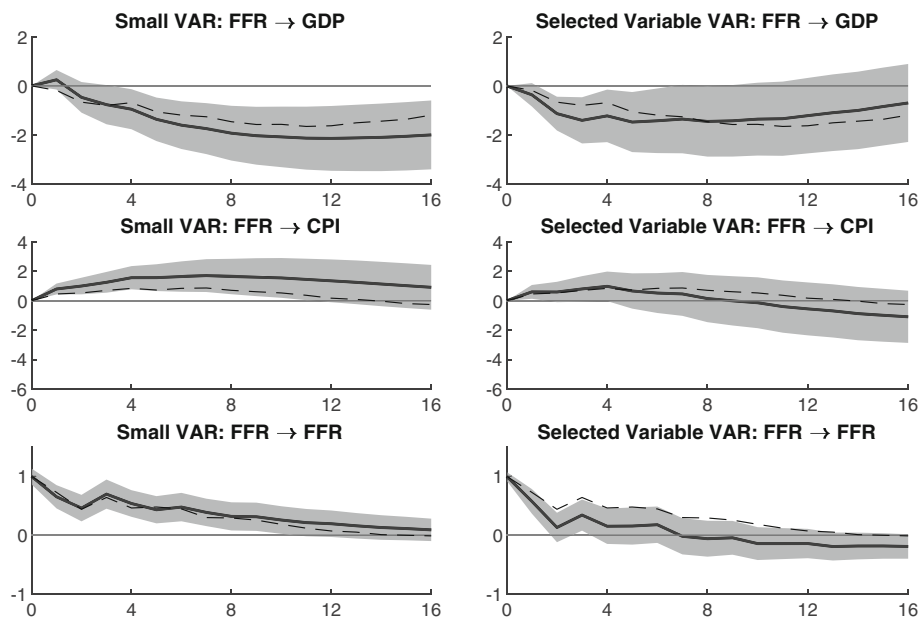 Small VAR: FFR → GDP
2
0
-2
-4
0 4 8 12 16
Selected Variable VAR: FFR → GDP
2
0
-2
-4
0 4 8 12 16
Small VAR: FFR → CPI
4
2
0
-2
-4
-6
0 4 8 12 16
Selected Variable VAR: FFR → CPI
4
2
0
-2
-4
-6
0 4 8 12 16
Small VAR: FFR → FFR
1
0
-1
0 4 8 12 16
Selected Variable VAR: FFR → FFR
1
0
-1
0 4 8 12 16